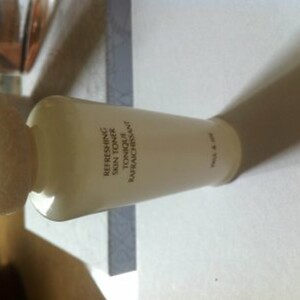 REFRESHING
SKIN TONER
TONIQUE
RAFRAICHISSANT